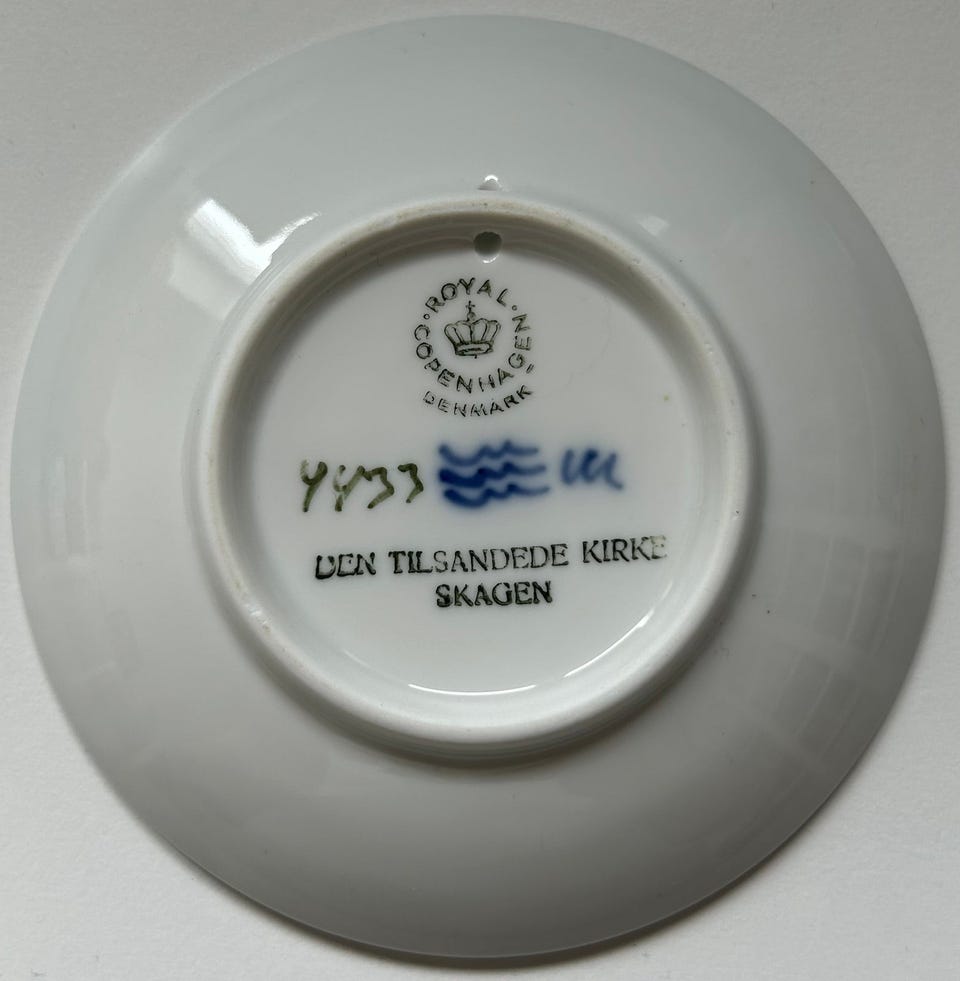 ROYAL
COPENHAGEN
DENMARK
4433
DEN TILSANDEDE KIRKE
SKAGEN